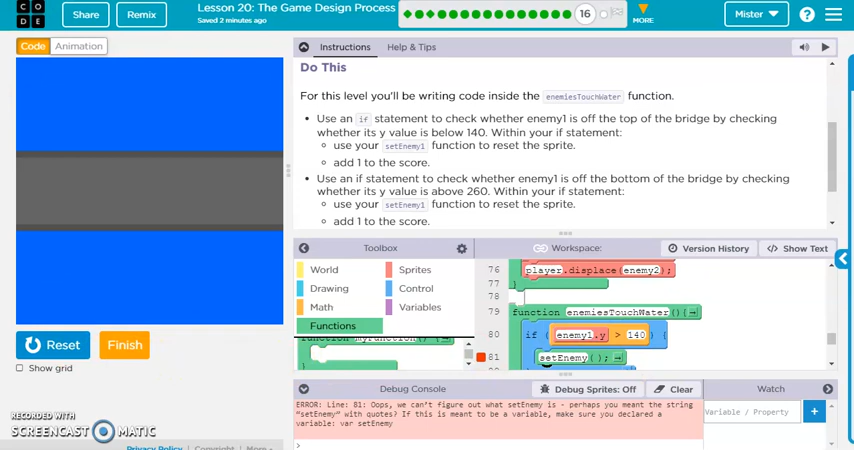 C O
D E
Share
Remix
Lesson 20: The Game Design Process
Saved 2 minutes ago
16
MORE
Mister
?
Code
Animation
Instructions
Help & Tips
Do This
For this level you'll be writing code inside the enemiesTouchWater function.
Use an if statement to check whether enemy1 is off the top of the bridge by checking
whether its y value is below 140. Within your if statement:
use your setEnemy1 function to reset the sprite.
add 1 to the score.
Use an if statement to check whether enemy1 is off the bottom of the bridge by checking
whether its y value is above 260. Within your if statement:
use your setEnemy1 function to reset the sprite.
add 1 to the score.
Toolbox
Workspace:
Version History
</> Show Text
World
Sprites
Drawing
Control
Math
Variables
Functions
function myFunction() {
}
76 player.displace(enemy2);
77 }
78
79 function enemiesTouchWater(){
80 if ( enemy1.y > 140 ) {
81 setEnemy();
Reset
Finish
Show grid
Debug Console
Debug Sprites: Off
Clear
Watch
ERROR: Line: 81: Oops, we can't figure out what setEnemy is - perhaps you meant the string
"setEnemy" with quotes? If this is meant to be a variable, make sure you declared a
variable: var setEnemy
>
Variable / Property
+
RECORDED WITH
SCREENCAST MATIC
Privacy Policy | Copyright | More